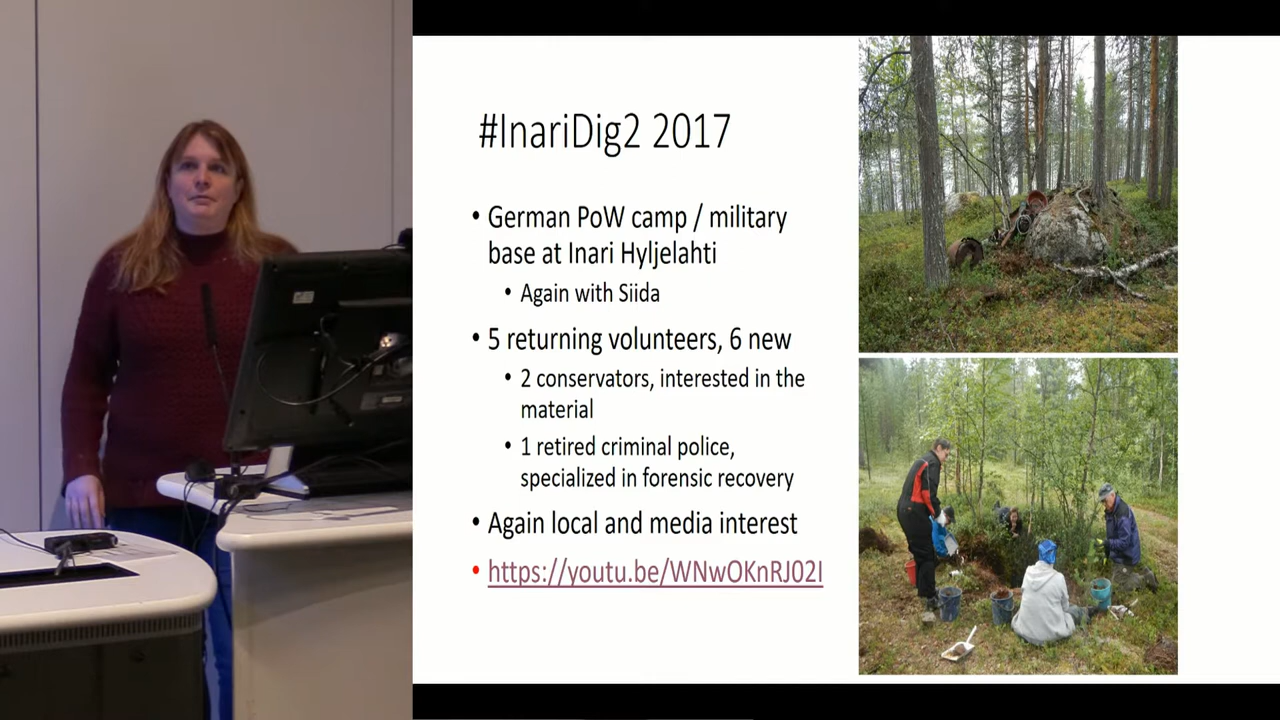 #InariDig2 2017
• German PoW camp / military
base at Inari Hyljelahti
• Again with Siida
• 5 returning volunteers, 6 new
• 2 conservators, interested in the
material
• 1 retired criminal police,
specialized in forensic recovery
• Again local and media interest
• https://youtu.be/WNwOKnRJ02I